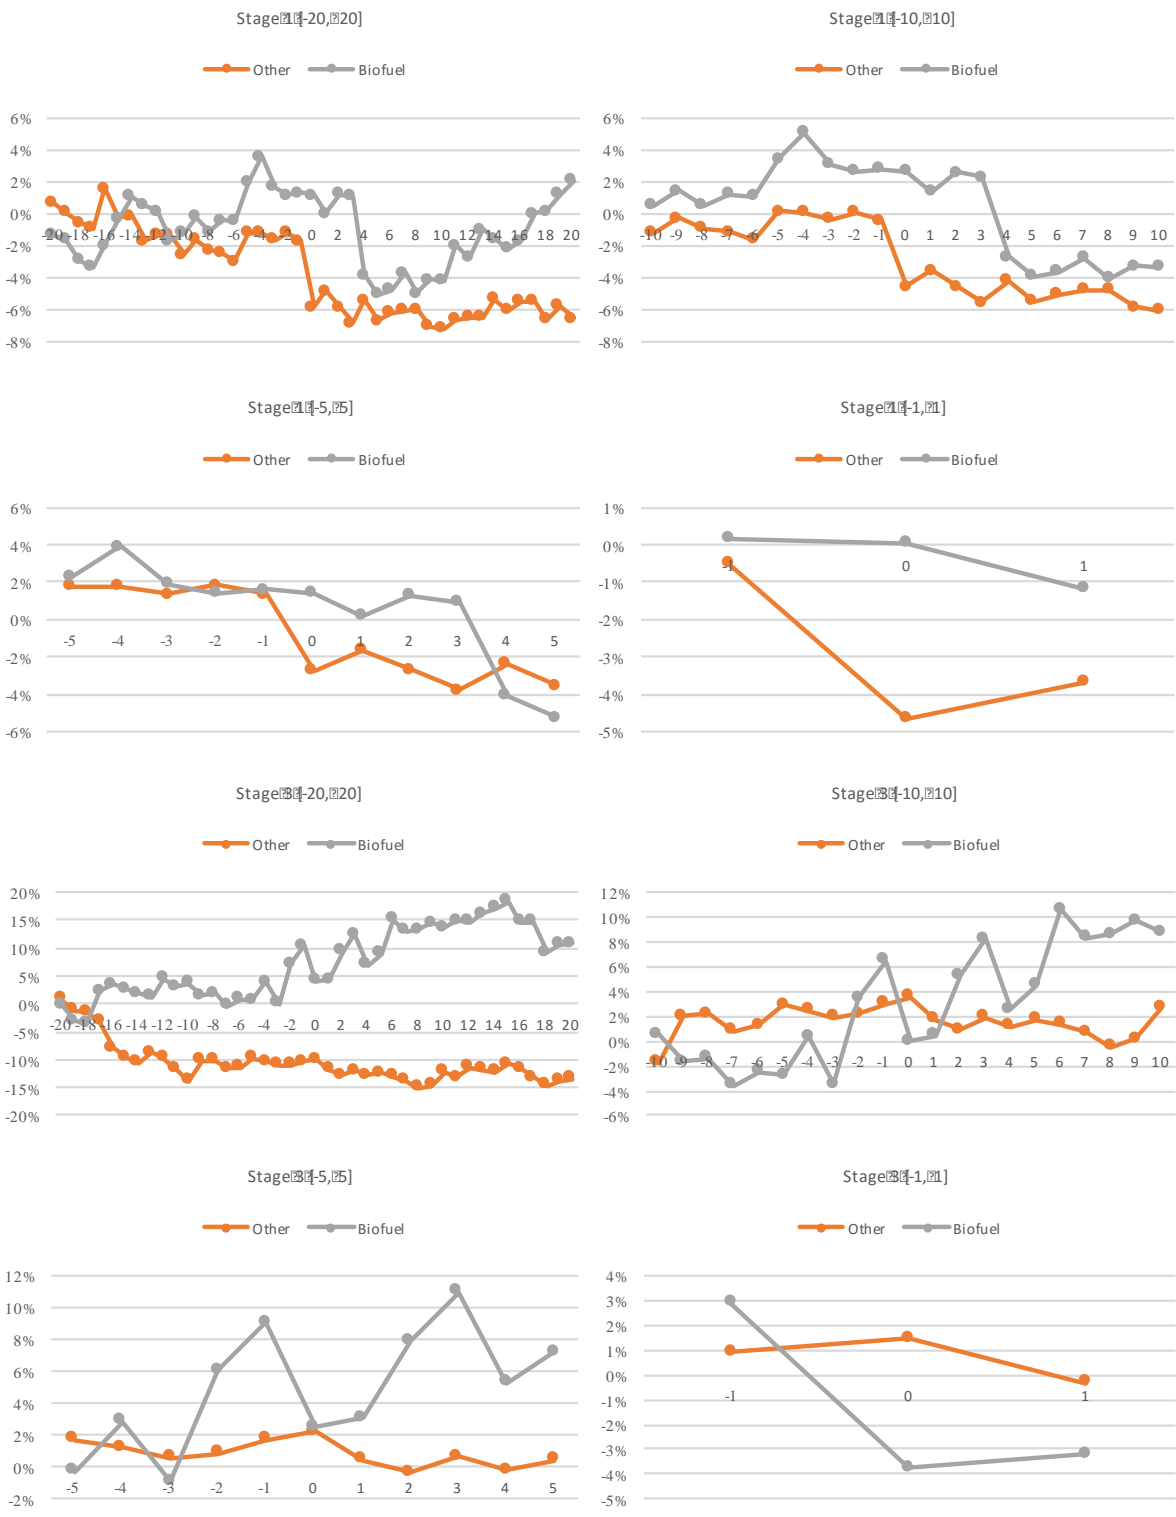 Stage 1 [-20, 20]
Other Biofuel
6%
4%
2%
0%
-20 -18 -16 -14 -12 -10 -8 -6 -4 -2 0 2 4 6 8 10 12 14 16 18 20
-2%
-4%
-6%
-8%
Stage 1 [-10, 10]
Other Biofuel
6%
4%
2%
0%
-10 -9 -8 -7 -6 -5 -4 -3 -2 -1 0 1 2 3 4 5 6 7 8 9 10
-2%
-4%
-6%
-8%
Stage 1 [-5, 5]
Other Biofuel
6%
4%
2%
0%
-5 -4 -3 -2 -1 0 1 2 3 4 5
-2%
-4%
-6%
Stage 1 [-1, 1]
Other Biofuel
1%
0%
-1 0 1
-1%
-2%
-3%
-4%
-5%
Stage 3 [-20, 20]
Other Biofuel
20%
15%
10%
5%
0%
-20 -18 -16 -14 -12 -10 -8 -6 -4 -2 0 2 4 6 8 10 12 14 16 18 20
-5%
-10%
-15%
-20%
Stage 3 [-10, 10]
Other Biofuel
12%
10%
8%
6%
4%
2%
0%
-10 -9 -8 -7 -6 -5 -4 -3 -2 -1 0 1 2 3 4 5 6 7 8 9 10
-2%
-4%
-6%
Stage 3 [-5, 5]
Other Biofuel
12%
10%
8%
6%
4%
2%
0%
-5 -4 -3 -2 -1 0 1 2 3 4 5
-2%
Stage 3 [-1, 1]
Other Biofuel
4%
3%
2%
1%
0%
-1 0 1
-1%
-2%
-3%
-4%
-5%